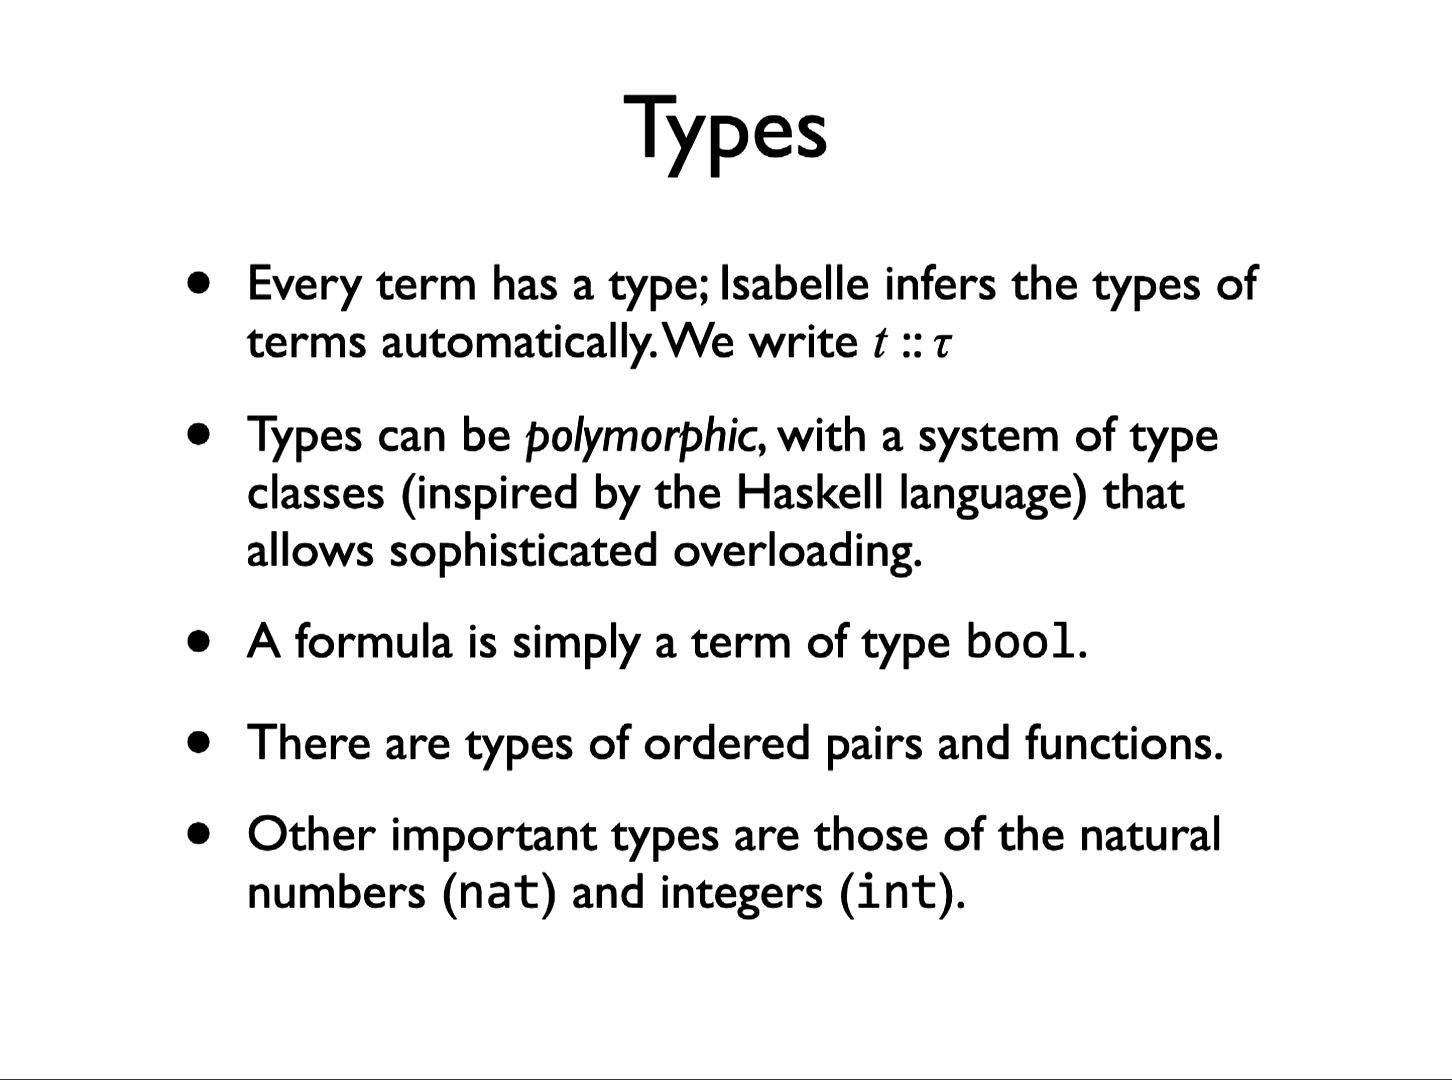 Types
• Every term has a type; Isabelle infers the types of
terms automatically. We write t :: τ
• Types can be polymorphic, with a system of type
classes (inspired by the Haskell language) that
allows sophisticated overloading.
• A formula is simply a term of type bool.
• There are types of ordered pairs and functions.
• Other important types are those of the natural
numbers (nat) and integers (int).